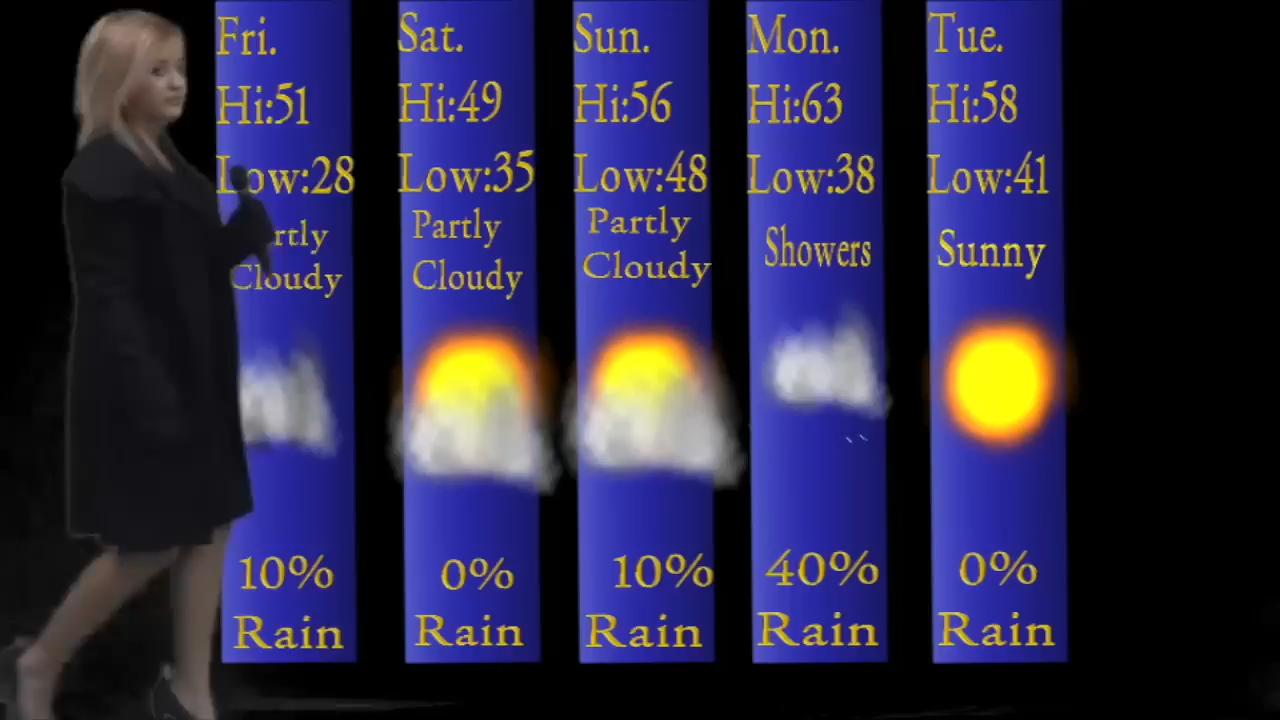 Fri.
Hi:51
Low:28
rtly
Cloudy
10%
Rain
Sat.
Hi:49
Low:35
Partly
Cloudy
0%
Rain
Sun.
Hi:56
Low:48
Partly
Cloudy
10%
Rain
Mon.
Hi:63
Low:38
Showers
40%
Rain
Tue.
Hi:58
Low:41
Sunny
0%
Rain